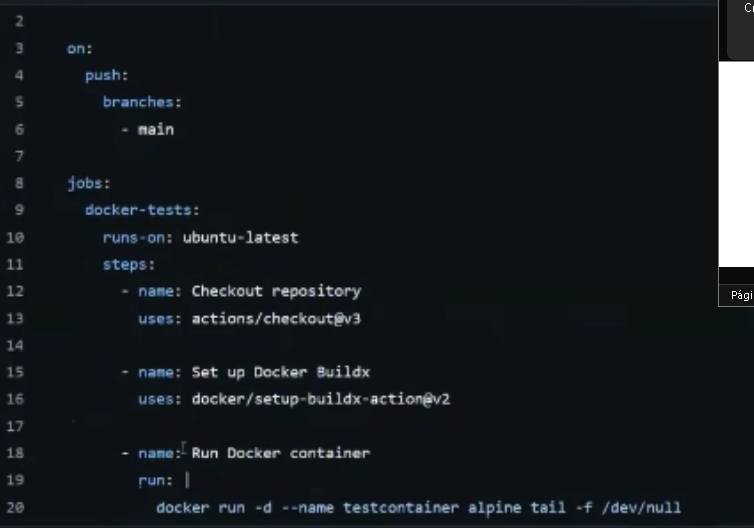 2
3 on:
4 push:
5 branches:
6 - main
7
8 jobs:
9 docker-tests:
10 runs-on: ubuntu-latest
11 steps:
12 - name: Checkout repository
13 uses: actions/checkout@v3
14
15 - name: Set up Docker Buildx
16 uses: docker/setup-buildx-action@v2
17
18 - name: Run Docker container
19 run: |
20 docker run -d --name testcontainer alpine tail -f /dev/null
Pági